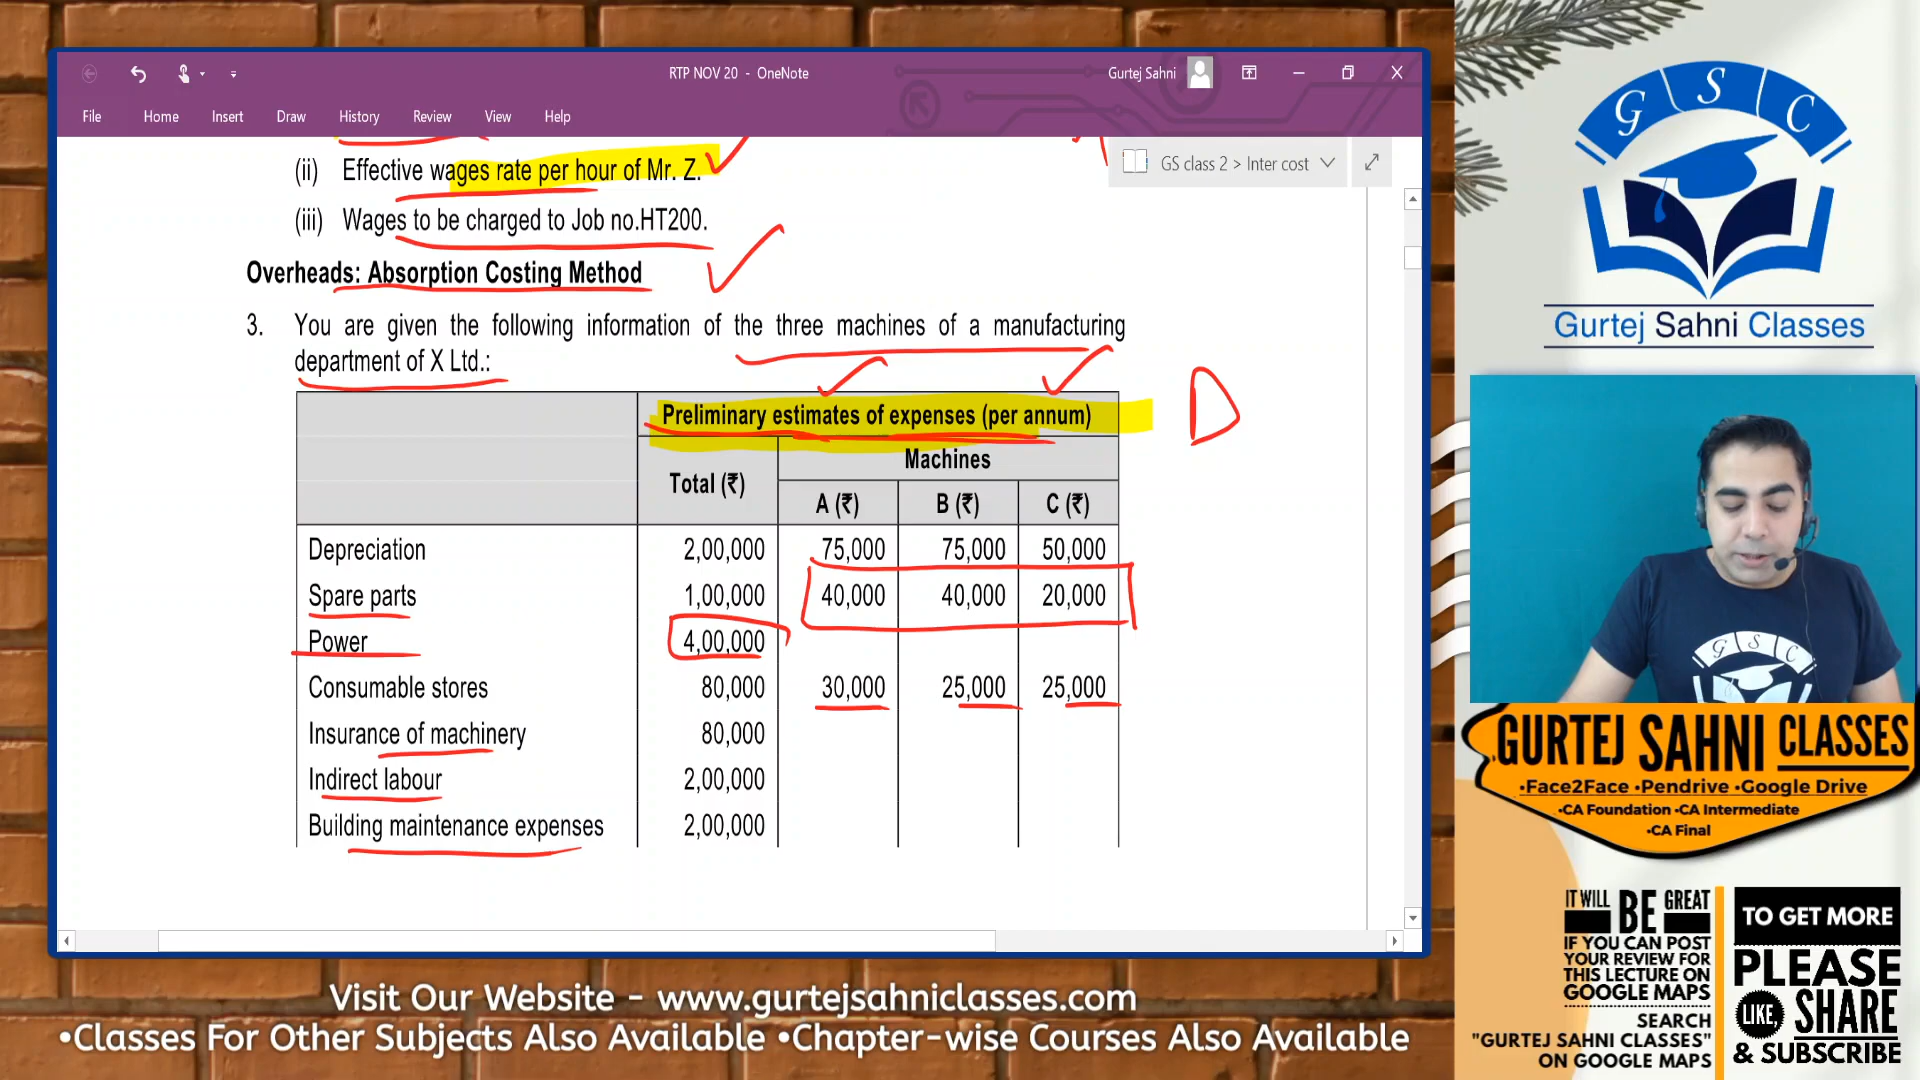 RTP NOV 20 - OneNote
Gurtej Sahni
File Home Insert Draw History Review View Help
GS class 2 > Inter cost
(ii) Effective wages rate per hour of Mr. Z.
(iii) Wages to be charged to Job no.HT200.
Overheads: Absorption Costing Method
3. You are given the following information of the three machines of a manufacturing
department of X Ltd.:
Preliminary estimates of expenses (per annum)
Total (₹) Machines
A (₹) B (₹) C (₹)
Depreciation 2,00,000 75,000 75,000 50,000
Spare parts 1,00,000 40,000 40,000 20,000
Power 4,00,000
Consumable stores 80,000 30,000 25,000 25,000
Insurance of machinery 80,000
Indirect labour 2,00,000
Building maintenance expenses 2,00,000
D
GSC
Gurtej Sahni Classes
GSC
GURTEJ SAHNI CLASSES
•Face2Face •Pendrive •Google Drive
•CA Foundation •CA Intermediate
•CA Final
IT WILL BE GREAT
IF YOU CAN POST
YOUR REVIEW FOR
THIS LECTURE ON
GOOGLE MAPS
SEARCH
"GURTEJ SAHNI CLASSES"
ON GOOGLE MAPS
TO GET MORE
PLEASE
LIKE, SHARE
& SUBSCRIBE
Visit Our Website - www.gurtejsahniclasses.com
•Classes For Other Subjects Also Available •Chapter-wise Courses Also Available